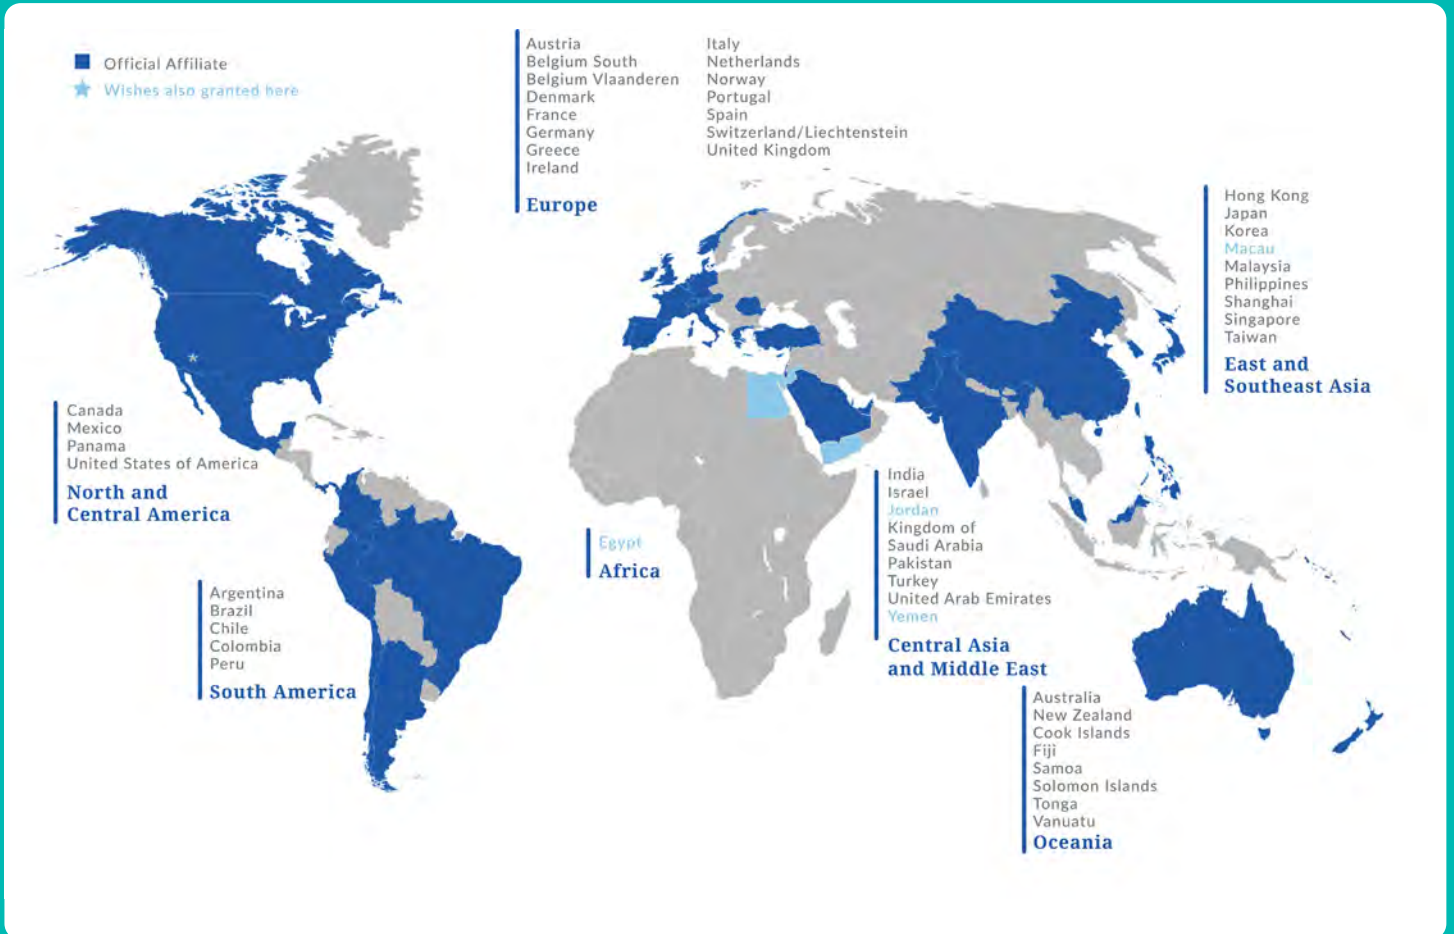 Official Affiliate
Wishes also granted here
Austria
Belgium South
Belgium Vlaanderen
Denmark
France
Germany
Greece
Ireland
Italy
Netherlands
Norway
Portugal
Spain
Switzerland/Liechtenstein
United Kingdom
Europe
Hong Kong
Japan
Korea
Macau
Malaysia
Philippines
Shanghai
Singapore
Taiwan
East and
Southeast Asia
Canada
Mexico
Panama
United States of America
North and
Central America
Argentina
Brazil
Chile
Colombia
Peru
South America
Egypt
Africa
India
Israel
Jordan
Kingdom of
Saudi Arabia
Pakistan
Turkey
United Arab Emirates
Yemen
Central Asia
and Middle East
Australia
New Zealand
Cook Islands
Fiji
Samoa
Solomon Islands
Tonga
Vanuatu
Oceania